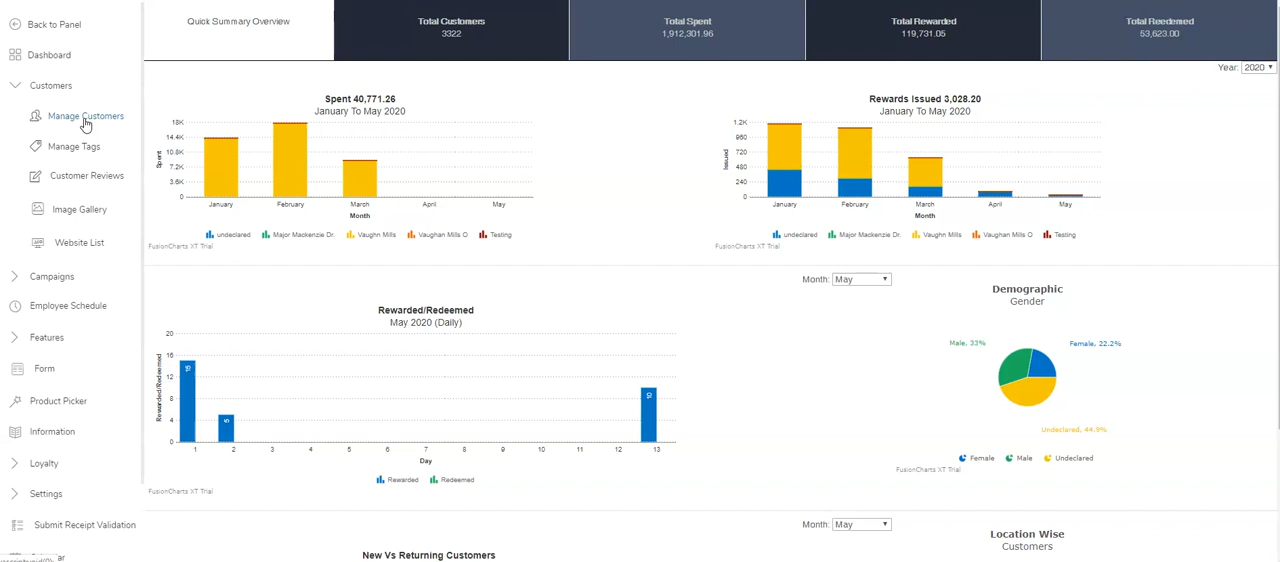 Back to Panel
Dashboard
Customers
Manage Customers
Manage Tags
Customer Reviews
Image Gallery
Website List
Campaigns
Employee Schedule
Features
Form
Product Picker
Information
Loyalty
Settings
Submit Receipt Validation
Quick Summary Overview
Total Customers
3322
Total Spent
1,912,301.96
Total Rewarded
119,731.05
Total Reedemed
53,623.00
Year: 2020
Spent 40,771.26
January To May 2020
18K
14.4K
10.8K
7.2K
3.6K
0
Spent
January February March April May
Month
undeclared Major Mackenzie Dr. Vaughn Mills Vaughan Mills O Testing
FusionCharts XT Trial
Rewards Issued 3,028.20
January To May 2020
1.2K
960
720
480
240
0
Issued
January February March April May
Month
undeclared Major Mackenzie Dr. Vaughn Mills Vaughan Mills O Testing
FusionCharts XT Trial
Month: May
Rewarded/Redeemed
May 2020 (Daily)
20
16
12
8
4
0
Rewarded/Redeemed
15
5
10
1 2 3 4 5 6 7 8 9 10 11 12 13
Day
Rewarded Redeemed
FusionCharts XT Trial
Demographic
Gender
Male, 33%
Female, 22.2%
Undeclared, 44.9%
Female Male Undeclared
FusionCharts XT Trial
Month: May
New Vs Returning Customers
Location Wise
Customers